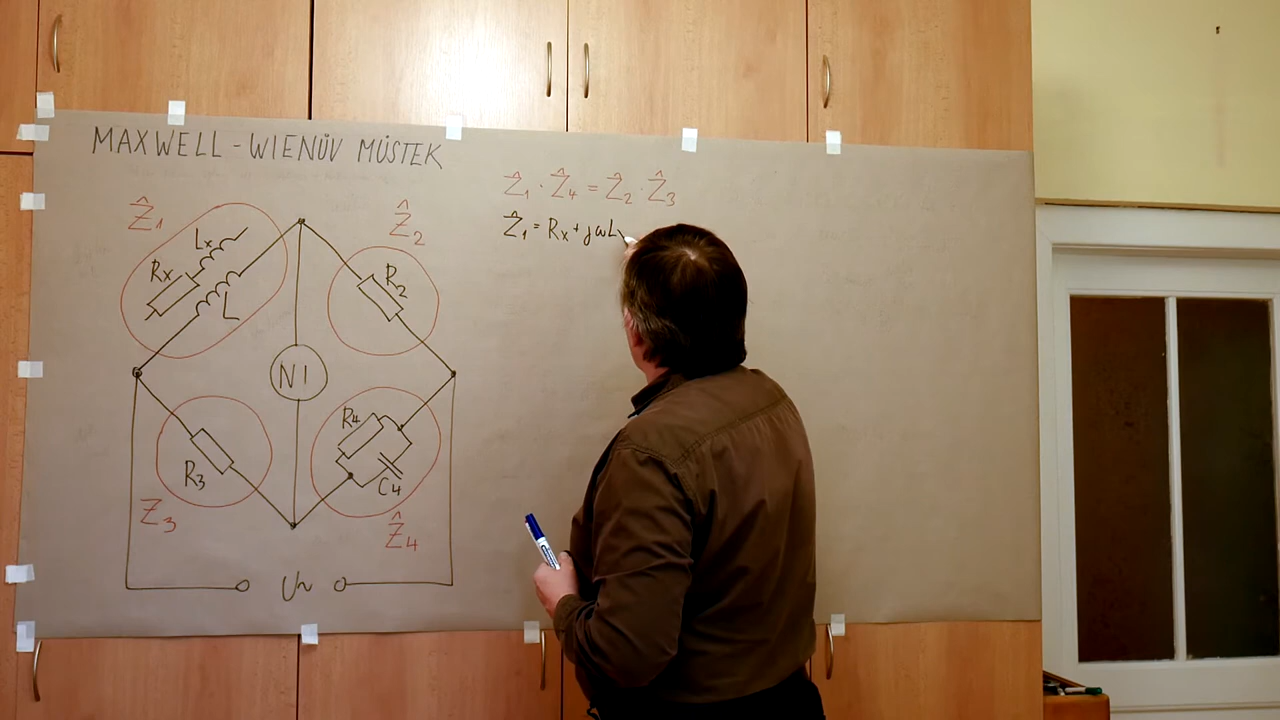 MAXWELL - WIENŮV MŮSTEK
Ẑ1 · Ẑ4 = Ẑ2 · Ẑ3
Ẑ1 = Rx + jωL
Ẑ1
Ẑ2
Lx
Rx
L
R2
NI
R4
R3
C4
Z3
Ẑ4
U~